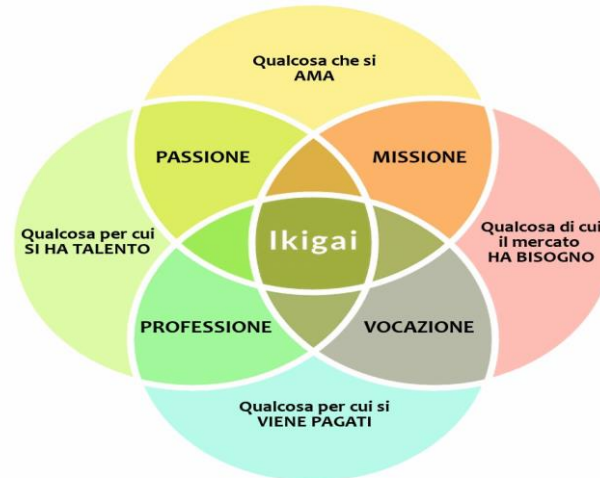 Qualcosa che si
AMA
PASSIONE
MISSIONE
Qualcosa per cui
SI HA TALENTO
Ikigai
Qualcosa di cui
il mercato
HA BISOGNO
PROFESSIONE
VOCAZIONE
Qualcosa per cui si
VIENE PAGATI